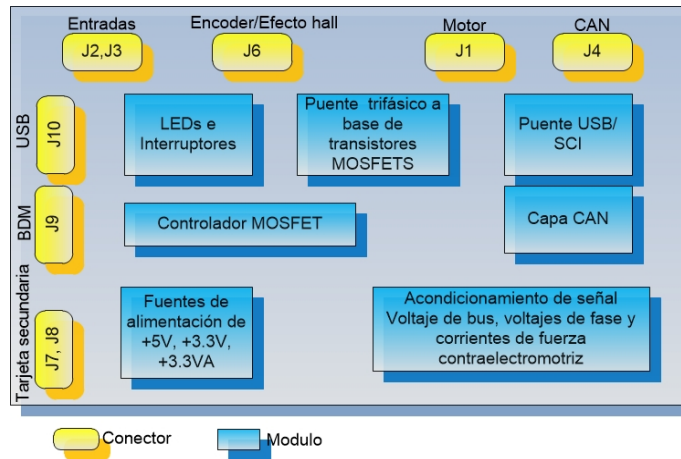 Entradas
Encoder/Efecto hall
Motor
CAN
J2,J3
J6
J1
J4
USB
J10
LEDs e
Interruptores
Puente trifásico a
base de
transistores
MOSFETS
Puente USB/
SCI
BDM
J9
Controlador MOSFET
Capa CAN
Tarjeta secundaria
J7, J8
Fuentes de
alimentación de
+5V, +3.3V,
+3.3VA
Acondicionamiento de señal
Voltaje de bus, voltajes de fase y
corrientes de fuerza
contraelectromotriz
Conector
Modulo